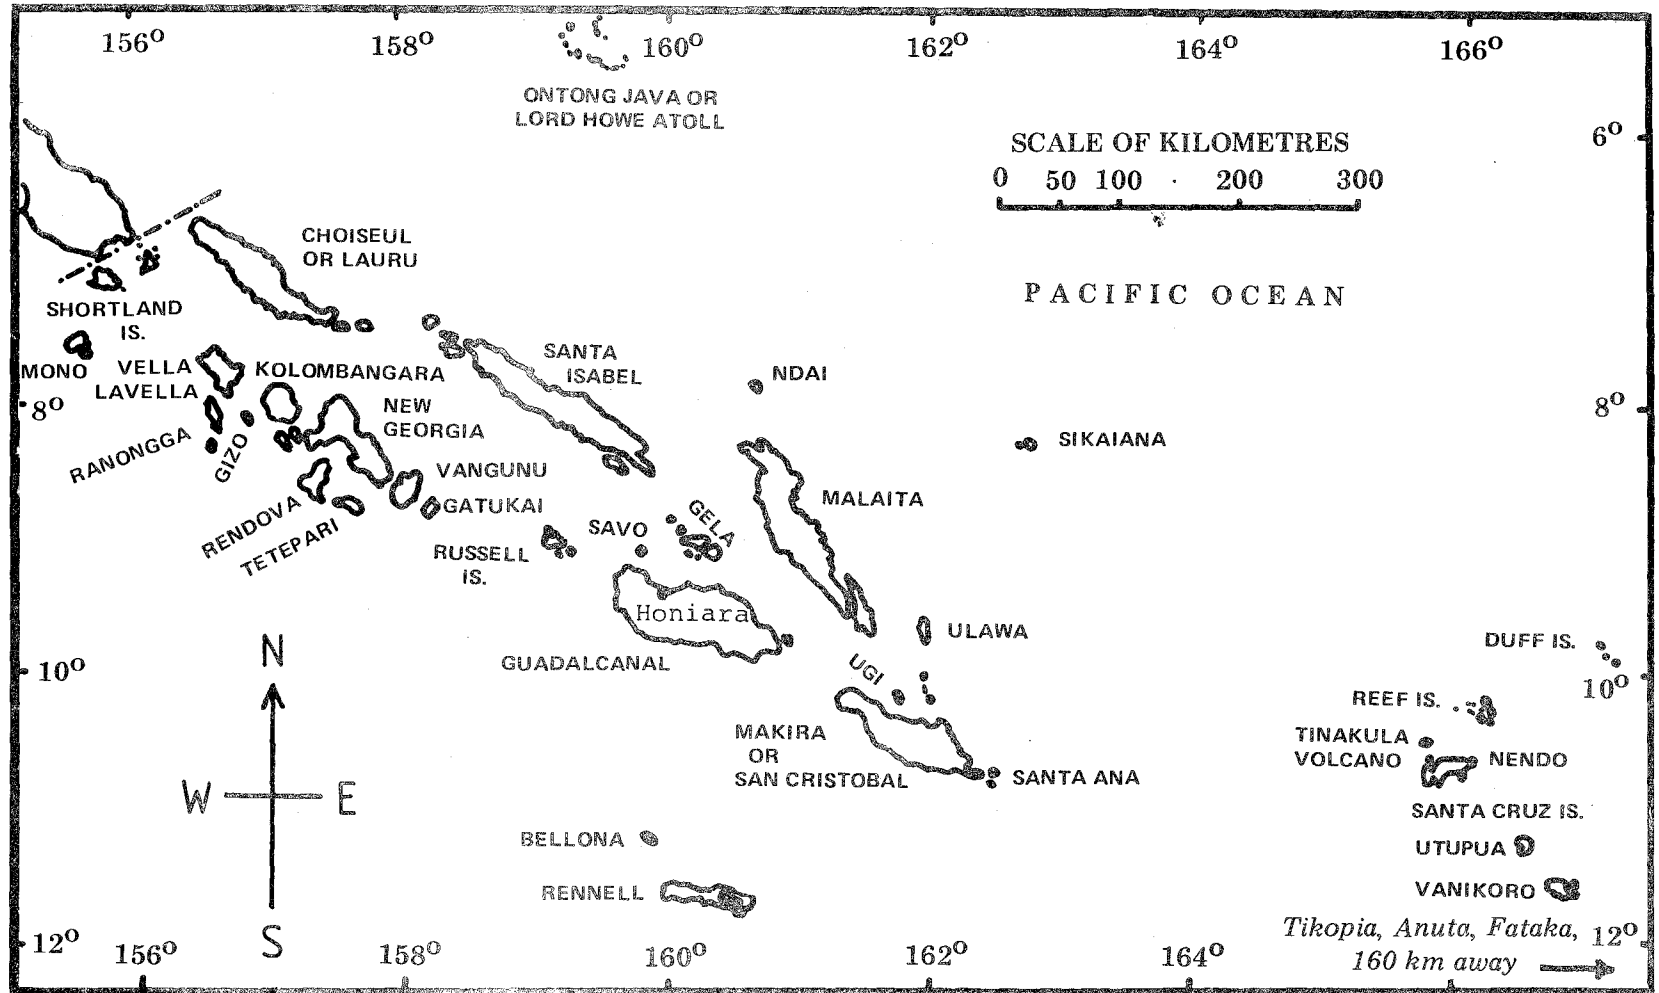 156° 158° 160° 162° 164° 166°
ONTONG JAVA OR
LORD HOWE ATOLL
SCALE OF KILOMETRES
0 50 100 200 300
6°
CHOISEUL
OR LAURU
PACIFIC OCEAN
SHORTLAND
IS.
MONO
VELLA
LAVELLA
KOLOMBANGARA
SANTA
ISABEL
NDAI
8°
8°
NEW
GEORGIA
RANONGGA
GIZO
SIKAIANA
VANGUNU
GATUKAI
MALAITA
RENDOVA
TETEPARI
RUSSELL
IS.
SAVO
GELA
Honiara
GUADALCANAL
ULAWA
UGI
DUFF IS.
N
10°
10°
REEF IS.
MAKIRA
OR
SAN CRISTOBAL
TINAKULA
VOLCANO
NENDO
SANTA ANA
W E
SANTA CRUZ IS.
BELLONA
UTUPUA
RENNELL
VANIKORO
S
Tikopia, Anuta, Fataka,
160 km away
12°
12°
156° 158° 160° 162° 164°